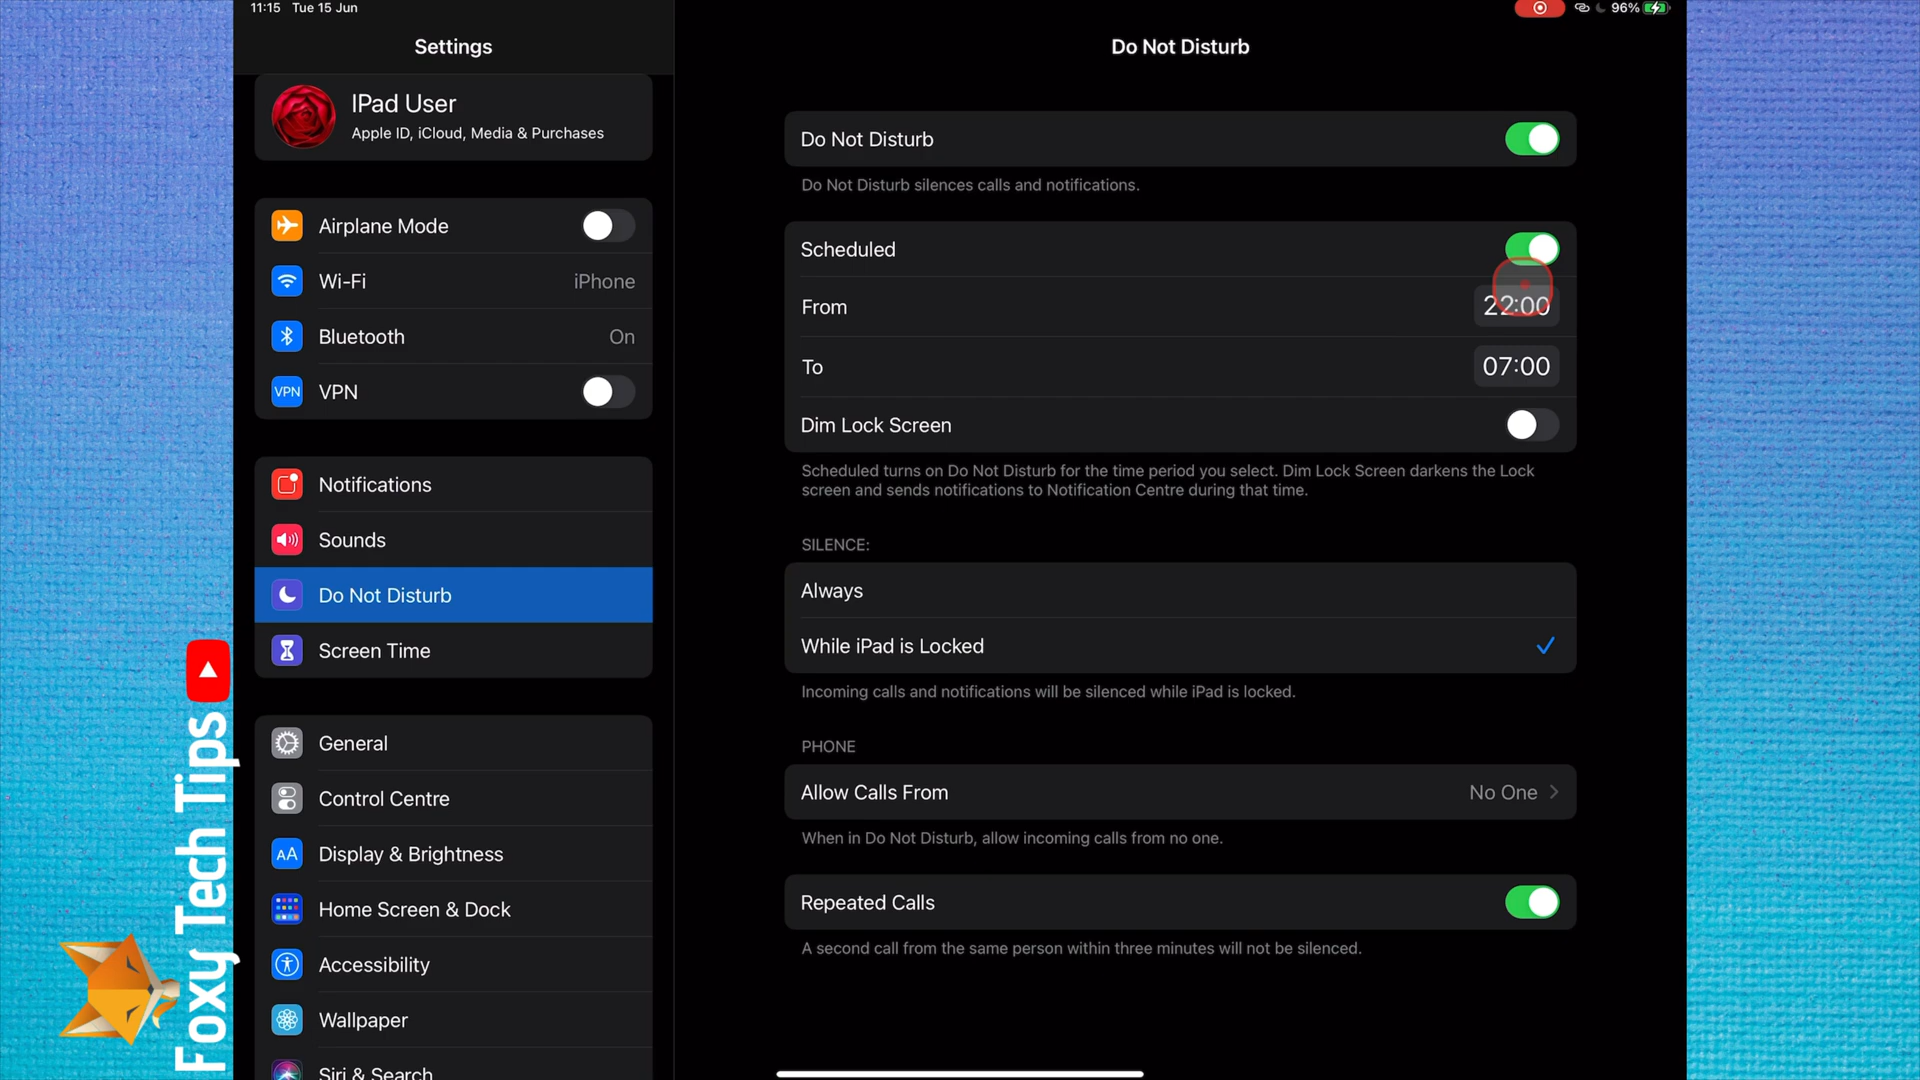 11:15 Tue 15 Jun
96%
Settings
IPad User
Apple ID, iCloud, Media & Purchases
Airplane Mode
Wi-Fi iPhone
Bluetooth On
VPN VPN
Notifications
Sounds
Do Not Disturb
Screen Time
General
Control Centre
AA Display & Brightness
Home Screen & Dock
Accessibility
Wallpaper
Siri & Search
Do Not Disturb
Do Not Disturb
Do Not Disturb silences calls and notifications.
Scheduled
From 22:00
To 07:00
Dim Lock Screen
Scheduled turns on Do Not Disturb for the time period you select. Dim Lock Screen darkens the Lock
screen and sends notifications to Notification Centre during that time.
SILENCE:
Always
While iPad is Locked
Incoming calls and notifications will be silenced while iPad is locked.
PHONE
Allow Calls From No One
When in Do Not Disturb, allow incoming calls from no one.
Repeated Calls
A second call from the same person within three minutes will not be silenced.
Foxy Tech Tips